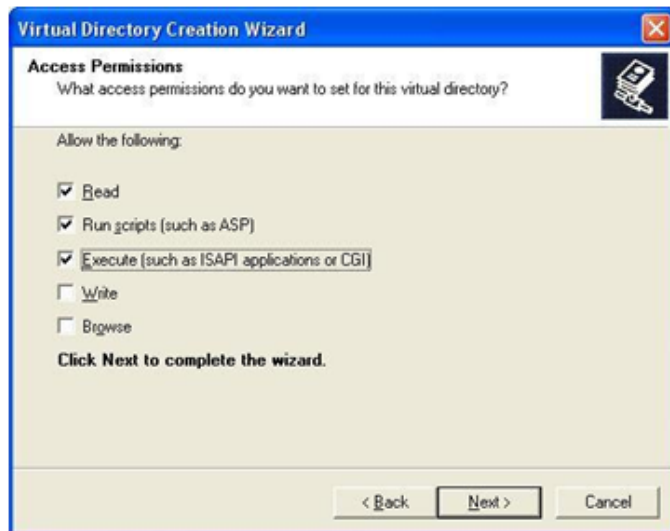 Virtual Directory Creation Wizard
Access Permissions
What access permissions do you want to set for this virtual directory?
Allow the following:
Read
Run scripts (such as ASP)
Execute (such as ISAPI applications or CGI)
Write
Browse
Click Next to complete the wizard.
< Back Next > Cancel